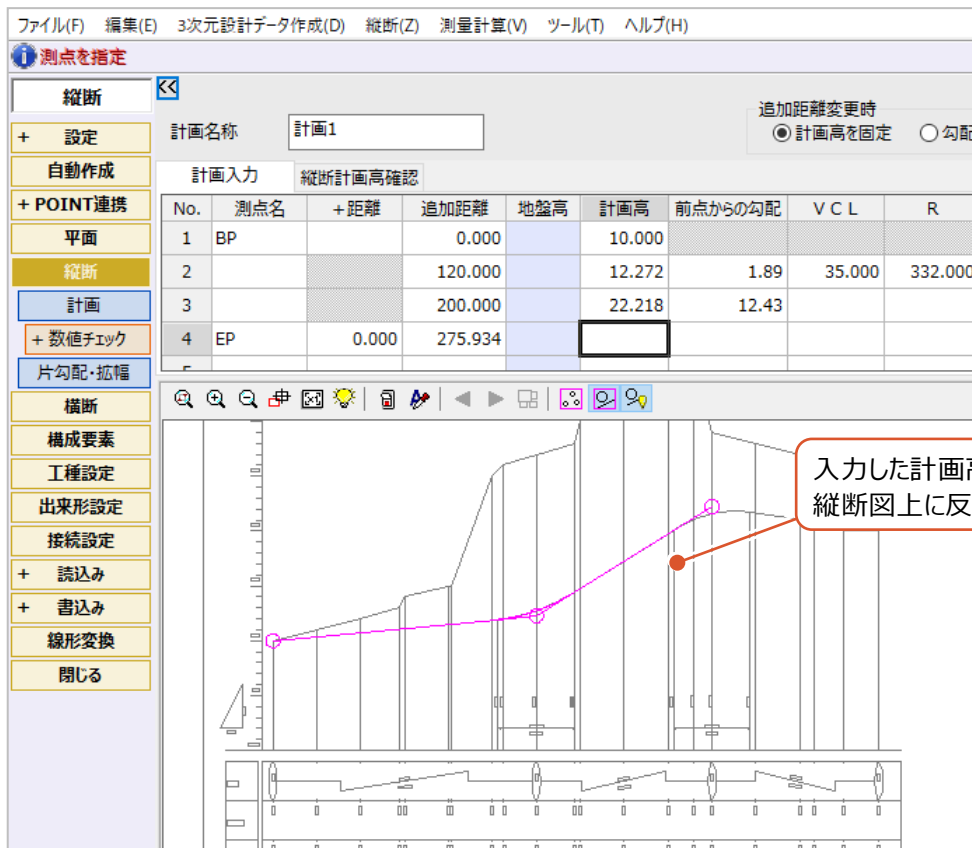 ファイル(F) 編集(E) 3次元設計データ作成(D) 縦断(Z) 測量計算(V) ツール(T) ヘルプ(H)
測点を指定
縦断
+ 設定
自動作成
+ POINT連携
平面
縦断
計画
+ 数値チェック
片勾配・拡幅
横断
構成要素
工種設定
出来形設定
接続設定
+ 読込み
+ 書込み
線形変換
閉じる
計画名称 計画1
追加距離変更時
計画高を固定 勾配
計画入力 縦断計画高確認
No. 測点名 +距離 追加距離 地盤高 計画高 前点からの勾配 VCL R
1 BP 0.000 10.000
2 120.000 12.272 1.89 35.000 332.000
3 200.000 22.218 12.43
4 EP 0.000 275.934
入力した計画高
縦断図上に反